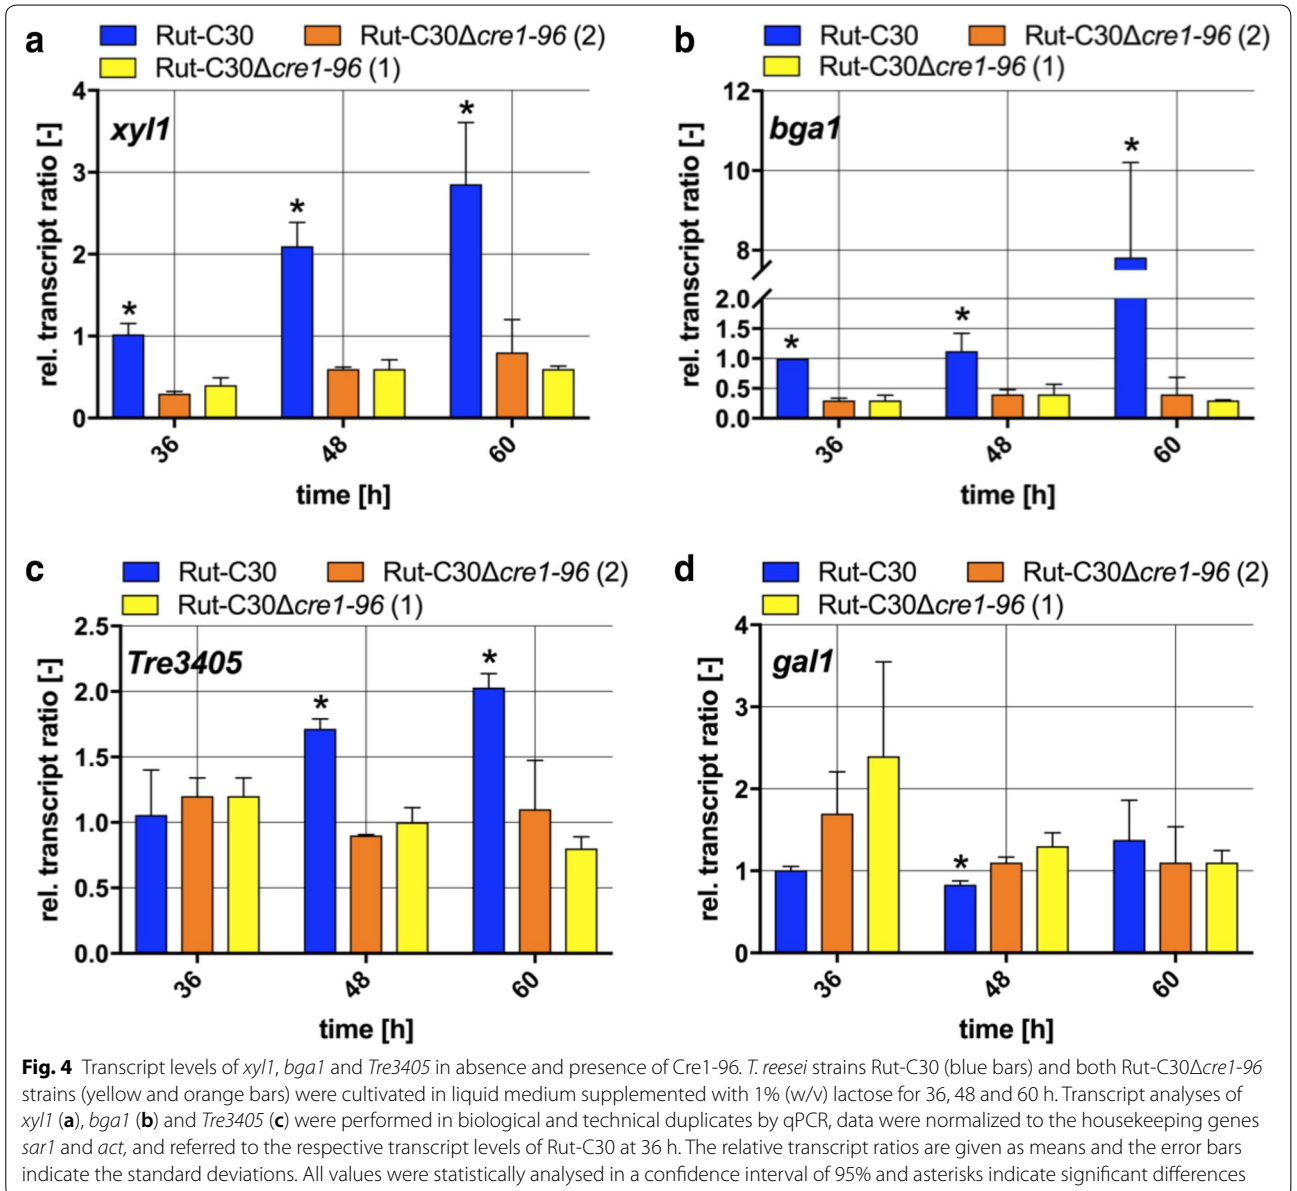 a
Rut-C30 Rut-C30Δcre1-96 (2)
Rut-C30Δcre1-96 (1)
xyl1
rel. transcript ratio [-]
4
3
2
1
0
36 48 60
time [h]
b
Rut-C30 Rut-C30Δcre1-96 (2)
Rut-C30Δcre1-96 (1)
bga1
rel. transcript ratio [-]
12
10
8
2.0
1.5
1.0
0.5
0.0
* * *
* * *
36 48 60
time [h]
c
Rut-C30 Rut-C30Δcre1-96 (2)
Rut-C30Δcre1-96 (1)
Tre3405
rel. transcript ratio [-]
2.5
2.0
1.5
1.0
0.5
0.0
* *
36 48 60
time [h]
d
Rut-C30 Rut-C30Δcre1-96 (2)
Rut-C30Δcre1-96 (1)
gal1
rel. transcript ratio [-]
4
3
2
1
0
*
36 48 60
time [h]
Fig. 4 Transcript levels of xyl1, bga1 and Tre3405 in absence and presence of Cre1-96. T. reesei strains Rut-C30 (blue bars) and both Rut-C30Δcre1-96
strains (yellow and orange bars) were cultivated in liquid medium supplemented with 1% (w/v) lactose for 36, 48 and 60 h. Transcript analyses of
xyl1 (a), bga1 (b) and Tre3405 (c) were performed in biological and technical duplicates by qPCR, data were normalized to the housekeeping genes
sar1 and act, and referred to the respective transcript levels of Rut-C30 at 36 h. The relative transcript ratios are given as means and the error bars
indicate the standard deviations. All values were statistically analysed in a confidence interval of 95% and asterisks indicate significant differences